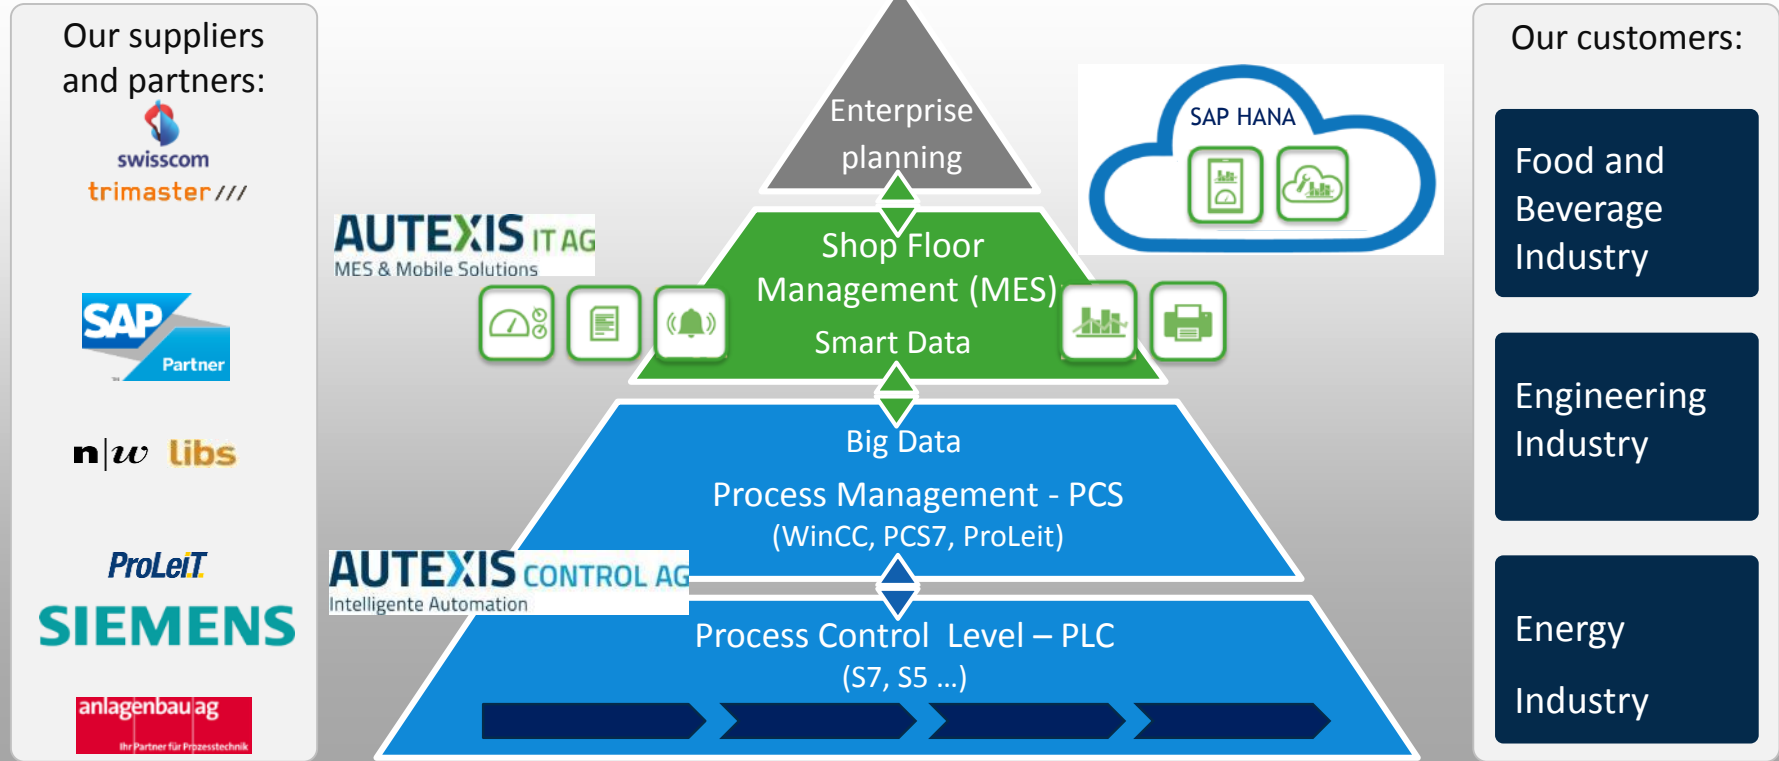 Our suppliers
and partners:
swisscom
trimaster///
SAP
Partner
n|w libs
ProLeiT
SIEMENS
anlagenbau ag
Ihr Partner für Prozesstechnik
AUTEXIS IT AG
MES & Mobile Solutions
AUTEXIS CONTROL AG
Intelligente Automation
Enterprise
planning
Shop Floor
Management (MES)
Smart Data
Big Data
Process Management - PCS
(WinCC, PCS7, ProLeit)
Process Control Level – PLC
(S7, S5 ...)
SAP HANA
Our customers:
Food and
Beverage
Industry
Engineering
Industry
Energy
Industry